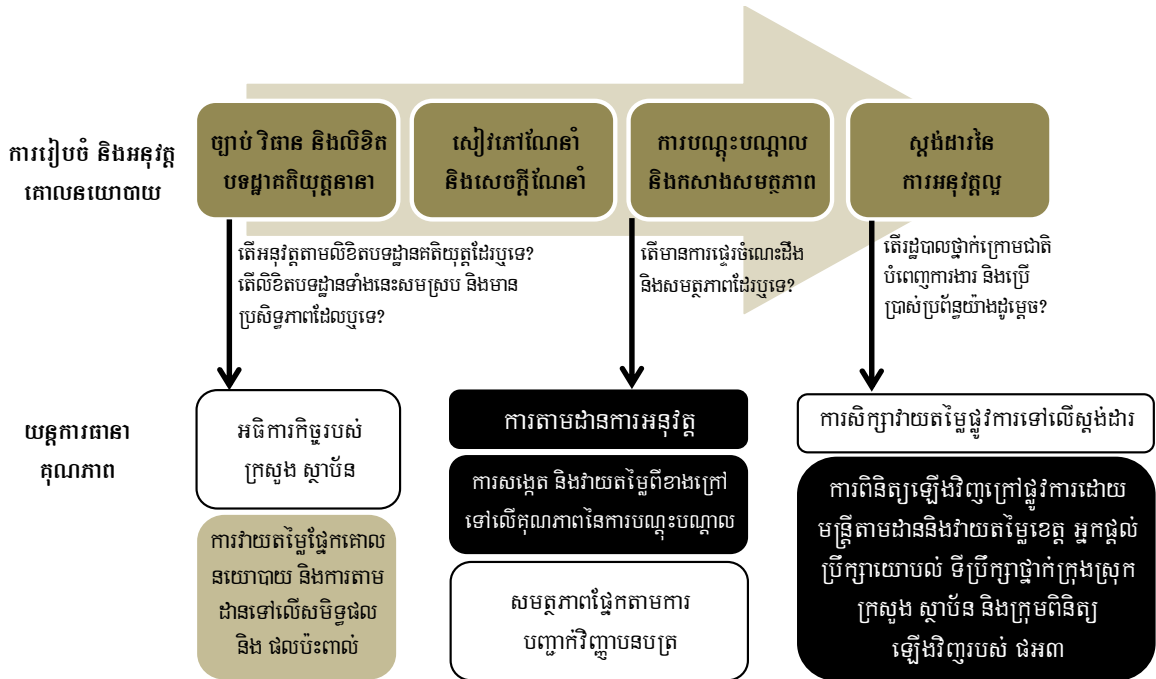 ការរៀបចំ និងអនុវត្ត
គោលនយោបាយ
ច្បាប់ វិធាន និងលិខិត
បទដ្ឋាគតិយុត្តនានា
សៀវភៅណែនាំ
និងសេចក្តីណែនាំ
ការបណ្តុះបណ្តាល
និងកសាងសមត្ថភាព
ស្តង់ដារនៃ
ការអនុវត្តល្អ
តើអនុវត្តតាមលិខិតបទដ្ឋានគតិយុត្តដែរឬទេ?
តើលិខិតបទដ្ឋានទាំងនេះសមស្រប និងមាន
ប្រសិទ្ធភាពដែលឬទេ?
តើមានការផ្ទេរចំណេះដឹង
និងសមត្ថភាពដែរឬទេ?
តើរដ្ឋបាលថ្នាក់ក្រោមជាតិ
បំពេញការងារ និងប្រើ
ប្រាស់ប្រព័ន្ធយ៉ាងដូម្តេច?
យន្តការធានា
គុណភាព
អធិការកិច្ចរបស់
ក្រសួង ស្ថាប័ន
ការវាយតម្លៃផ្នែកគោល
នយោបាយ និងការតាម
ដានទៅលើសមិទ្ធផល
និង ផលប៉ះពាល់
ការតាមដានការអនុវត្ត
ការសង្កេត និងវាយតម្លៃពីខាងក្រៅ
ទៅលើគុណភាពនៃការបណ្តុះបណ្តាល
សមត្ថភាពផ្នែកតាមការ
បញ្ជាក់វិញ្ញាបនបត្រ
ការសិក្សាវាយតម្លៃផ្លូវការទៅលើស្តង់ដារ
ការពិនិត្យឡើងវិញក្រៅផ្លូវការដោយ
មន្ត្រីតាមដាននិងវាយតម្លៃខេត្ត អ្នកផ្តល់
ប្រឹក្សាយោបល់ ទីប្រឹក្សាថ្នាក់ក្រុងស្រុក
ក្រសួង ស្ថាប័ន និងក្រុមពិនិត្យ
ឡើងវិញរបស់ ផអ៣